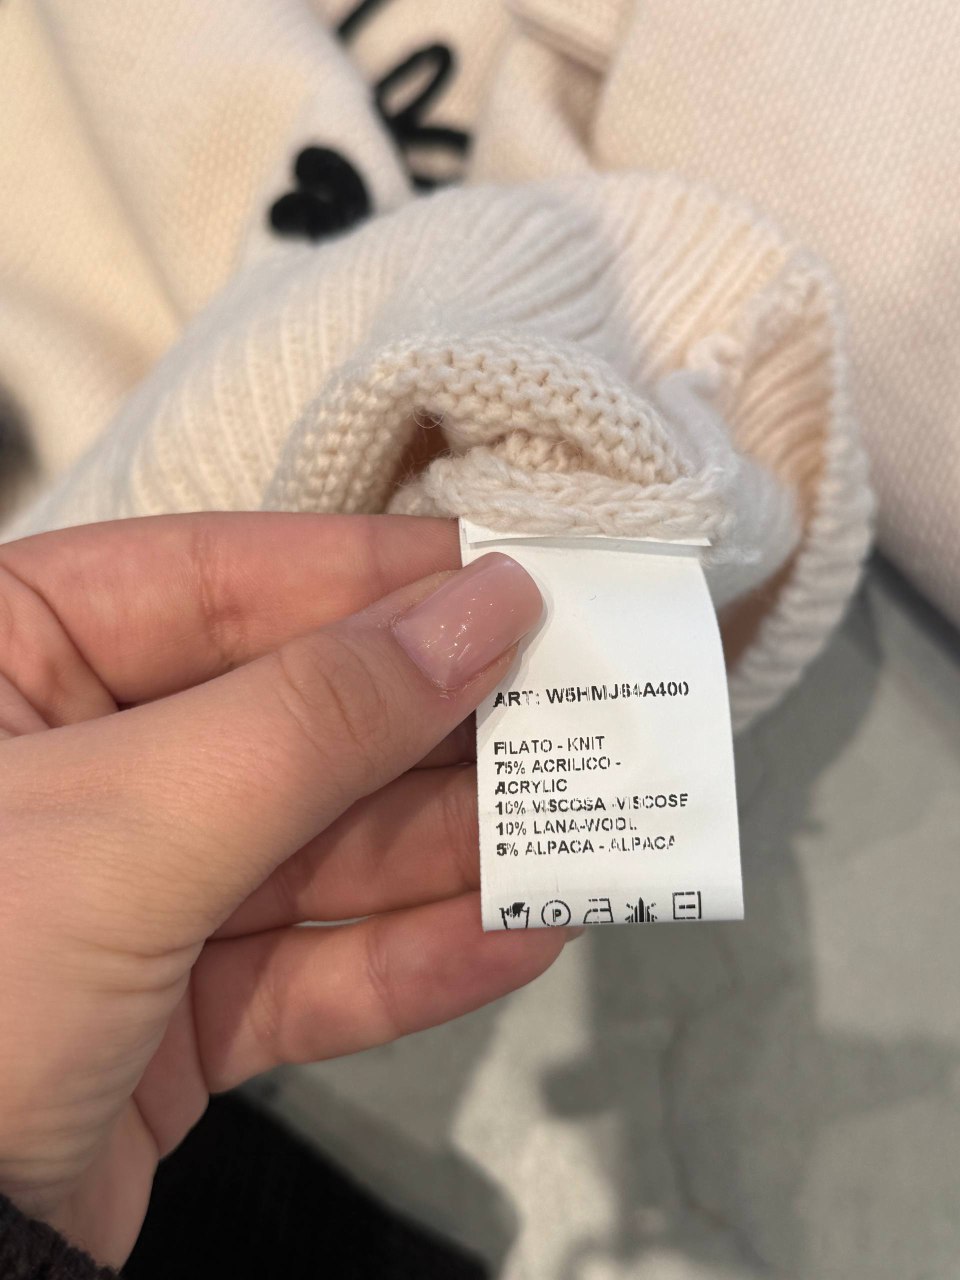 ART: W5HMJ64A400
FILATO - KNIT
75% ACRILICO -
ACRYLIC
10% VISCOSA -VISCOSE
10% LANA-WOOL
5% ALPACA - ALPACA
P